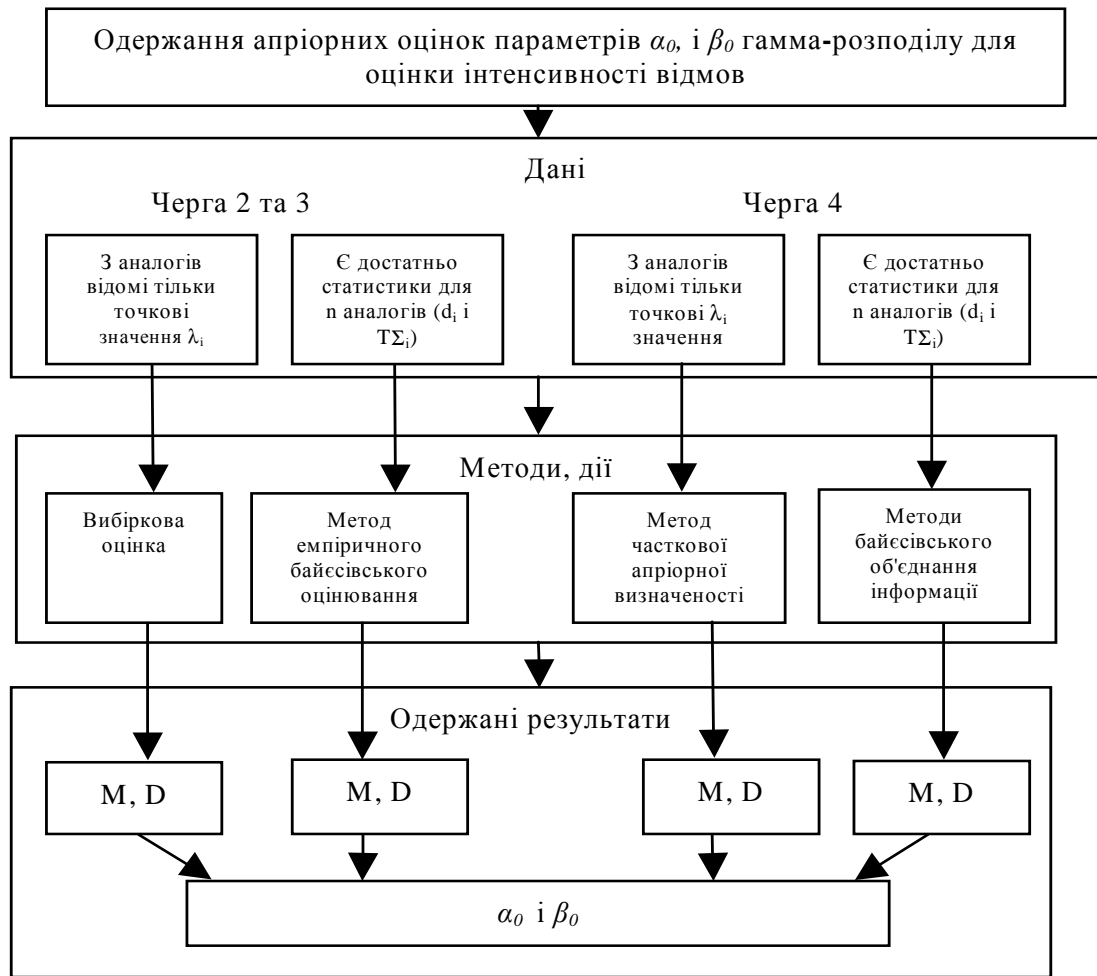 Одержання апріорних оцінок параметрів α₀, і β₀ гамма-розподілу для
оцінки інтенсивності відмов
Дані
Черга 2 та 3
Черга 4
З аналогів
відомі тільки
точкові
значення λᵢ
Є достатньо
статистики для
n аналогів (dᵢ і
TΣᵢ)
З аналогів
відомі тільки
точкові λᵢ
значення
Є достатньо
статистики для
n аналогів (dᵢ і
TΣᵢ)
Методи, дії
Вибіркова
оцінка
Метод
емпіричного
байєсівського
оцінювання
Метод
часткової
апріорної
визначеності
Методи
байєсівського
об'єднання
інформації
Одержані результати
M, D
M, D
M, D
M, D
α₀ і β₀